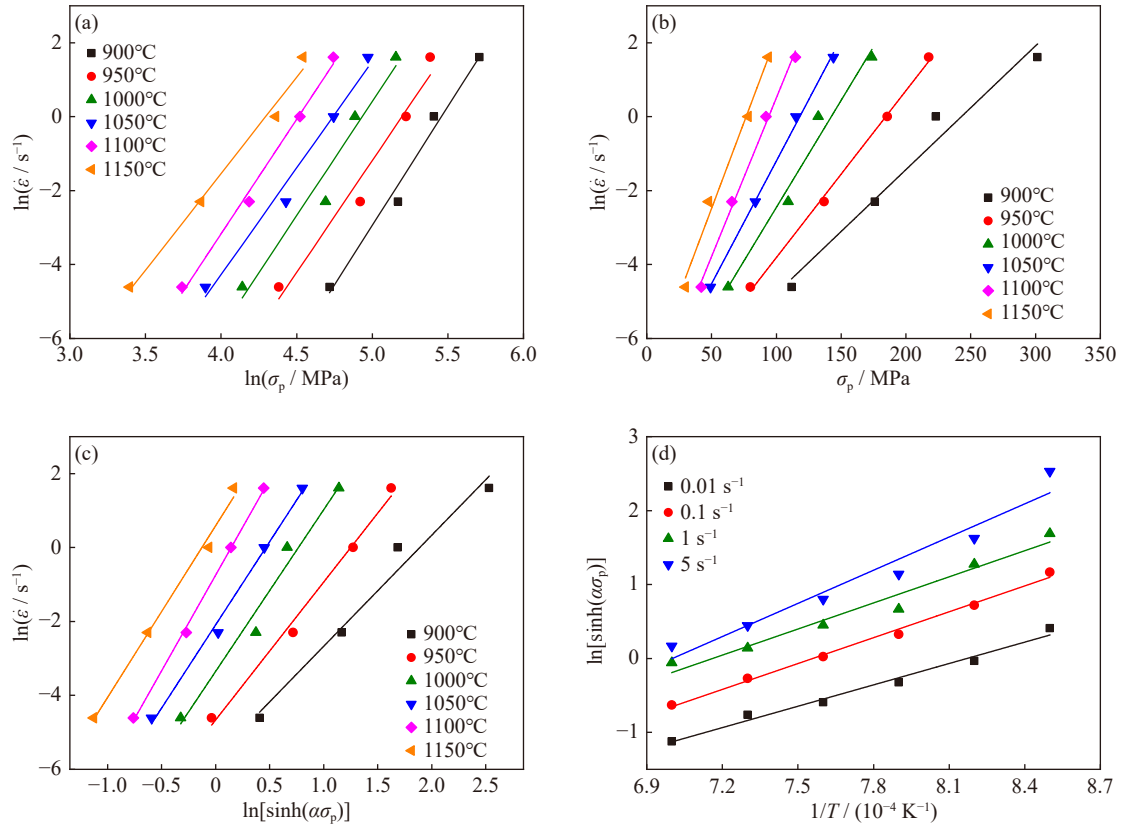 (a)
2
0
−2
−4
−6
ln(ε̇ / s⁻¹)
900°C
950°C
1000°C
1050°C
1100°C
1150°C
3.0 3.5 4.0 4.5 5.0 5.5 6.0
ln(σₚ / MPa)
(b)
2
0
−2
−4
−6
ln(ε̇ / s⁻¹)
900°C
950°C
1000°C
1050°C
1100°C
1150°C
0 50 100 150 200 250 300 350
σₚ / MPa
(c)
2
0
−2
−4
−6
ln(ε̇ / s⁻¹)
900°C
950°C
1000°C
1050°C
1100°C
1150°C
−1.0 −0.5 0 0.5 1.0 1.5 2.0 2.5
ln[sinh(ασₚ)]
(d)
3
2
1
0
−1
ln[sinh(ασₚ)]
0.01 s⁻¹
0.1 s⁻¹
1 s⁻¹
5 s⁻¹
6.9 7.2 7.5 7.8 8.1 8.4 8.7
1/T / (10⁻⁴ K⁻¹)